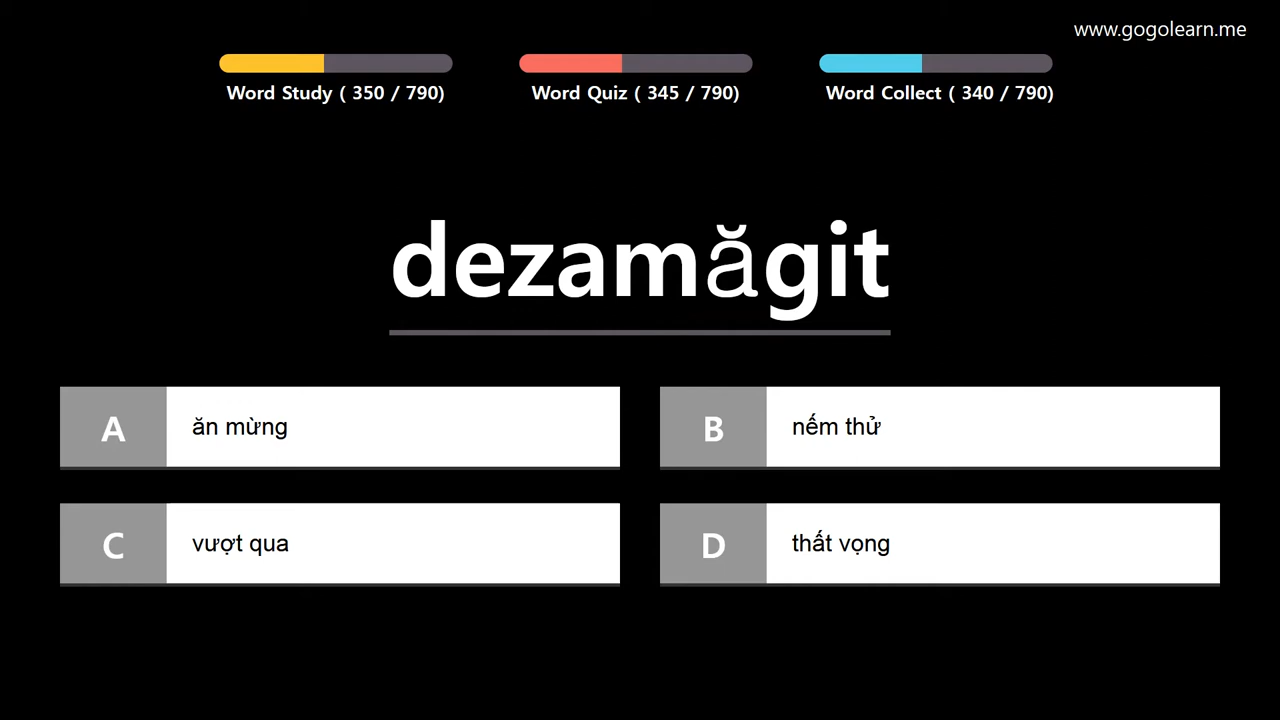 www.gogolearn.me
Word Study ( 350 / 790)
Word Quiz ( 345 / 790)
Word Collect ( 340 / 790)
dezamăgit
A
ăn mừng
B
nếm thử
C
vượt qua
D
thất vọng